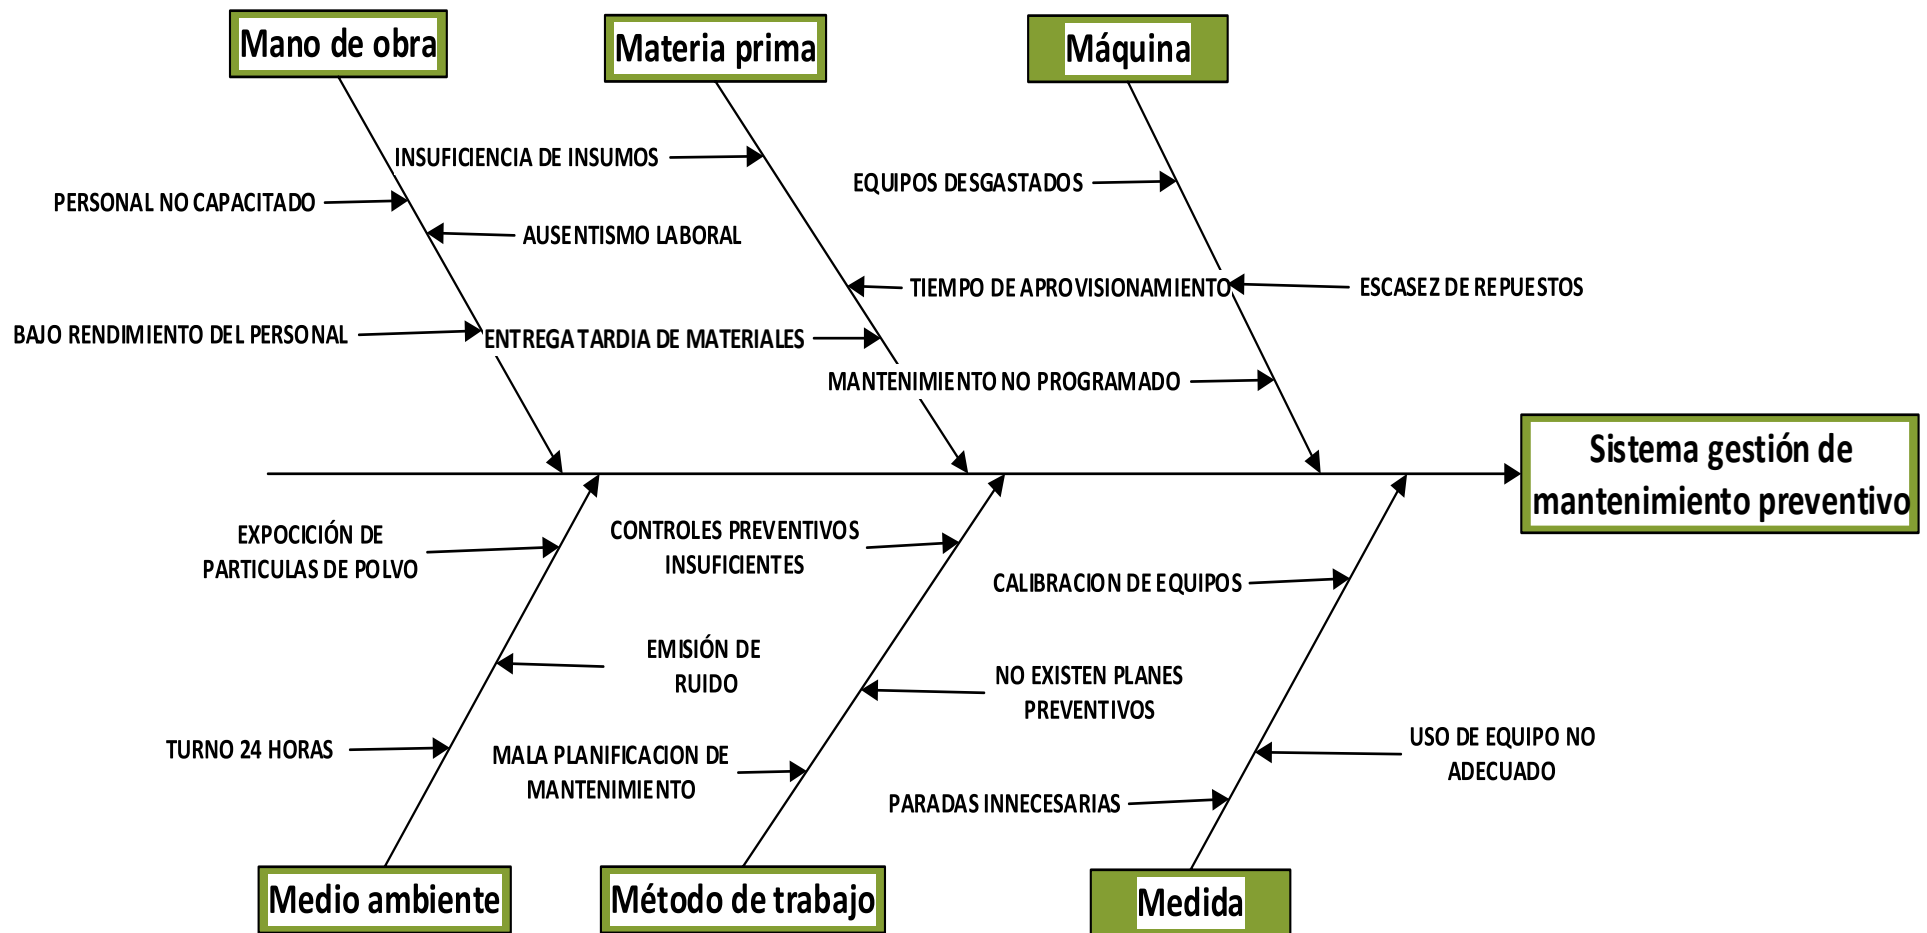 Mano de obra
Materia prima
Máquina
INSUFICIENCIA DE INSUMOS
EQUIPOS DESGASTADOS
PERSONAL NO CAPACITADO
AUSENTISMO LABORAL
TIEMPO DE APROVISIONAMIENTO
ESCASEZ DE REPUESTOS
BAJO RENDIMIENTO DEL PERSONAL
ENTREGA TARDIA DE MATERIALES
MANTENIMIENTO NO PROGRAMADO
Sistema gestión de
mantenimiento preventivo
EXPOCICIÓN DE
PARTICULAS DE POLVO
CONTROLES PREVENTIVOS
INSUFICIENTES
CALIBRACION DE EQUIPOS
EMISIÓN DE
RUIDO
NO EXISTEN PLANES
PREVENTIVOS
TURNO 24 HORAS
MALA PLANIFICACION DE
MANTENIMIENTO
USO DE EQUIPO NO
ADECUADO
PARADAS INNECESARIAS
Medio ambiente
Método de trabajo
Medida